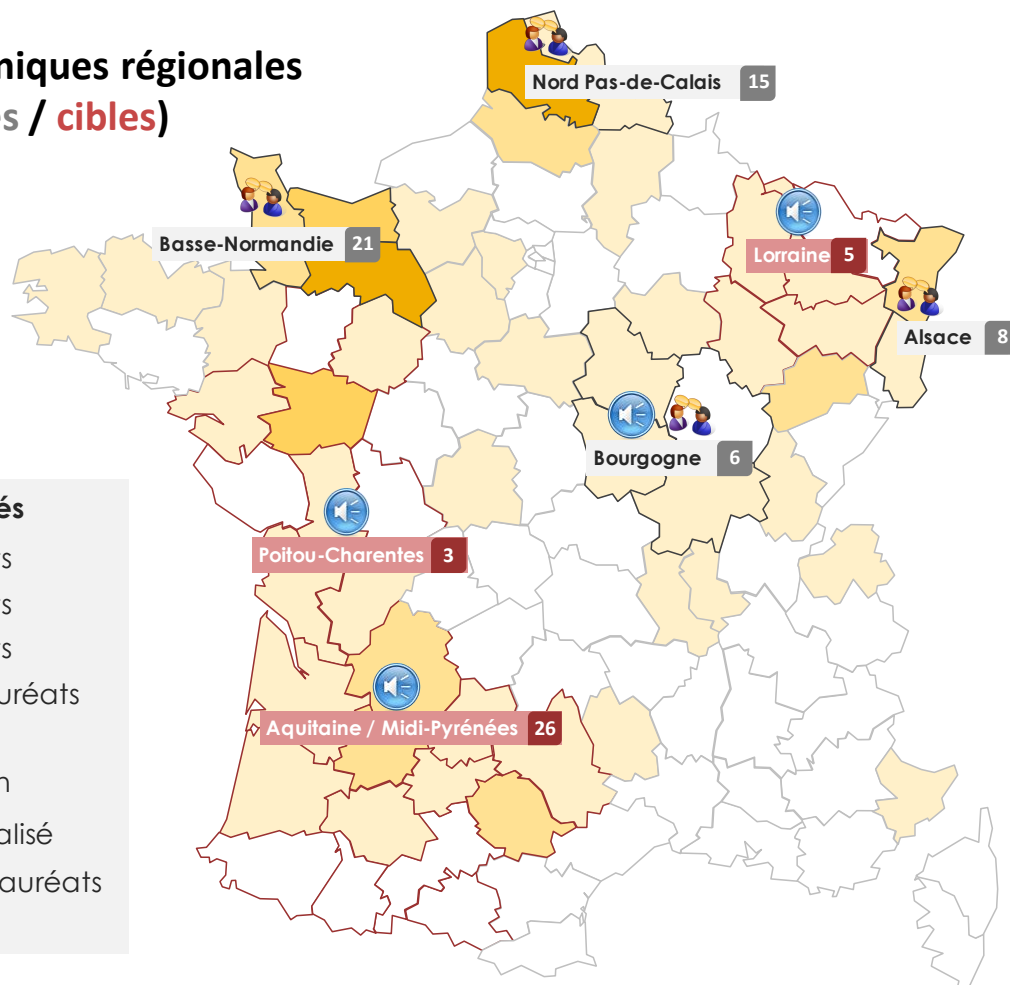 niques régionales
s / cibles)
Nord Pas-de-Calais 15
Basse-Normandie 21
Lorraine 5
Alsace 8
Bourgogne 6
Poitou-Charentes 3
Aquitaine / Midi-Pyrénées 26
és
s
s
s
uréats
n
alisé
auréats